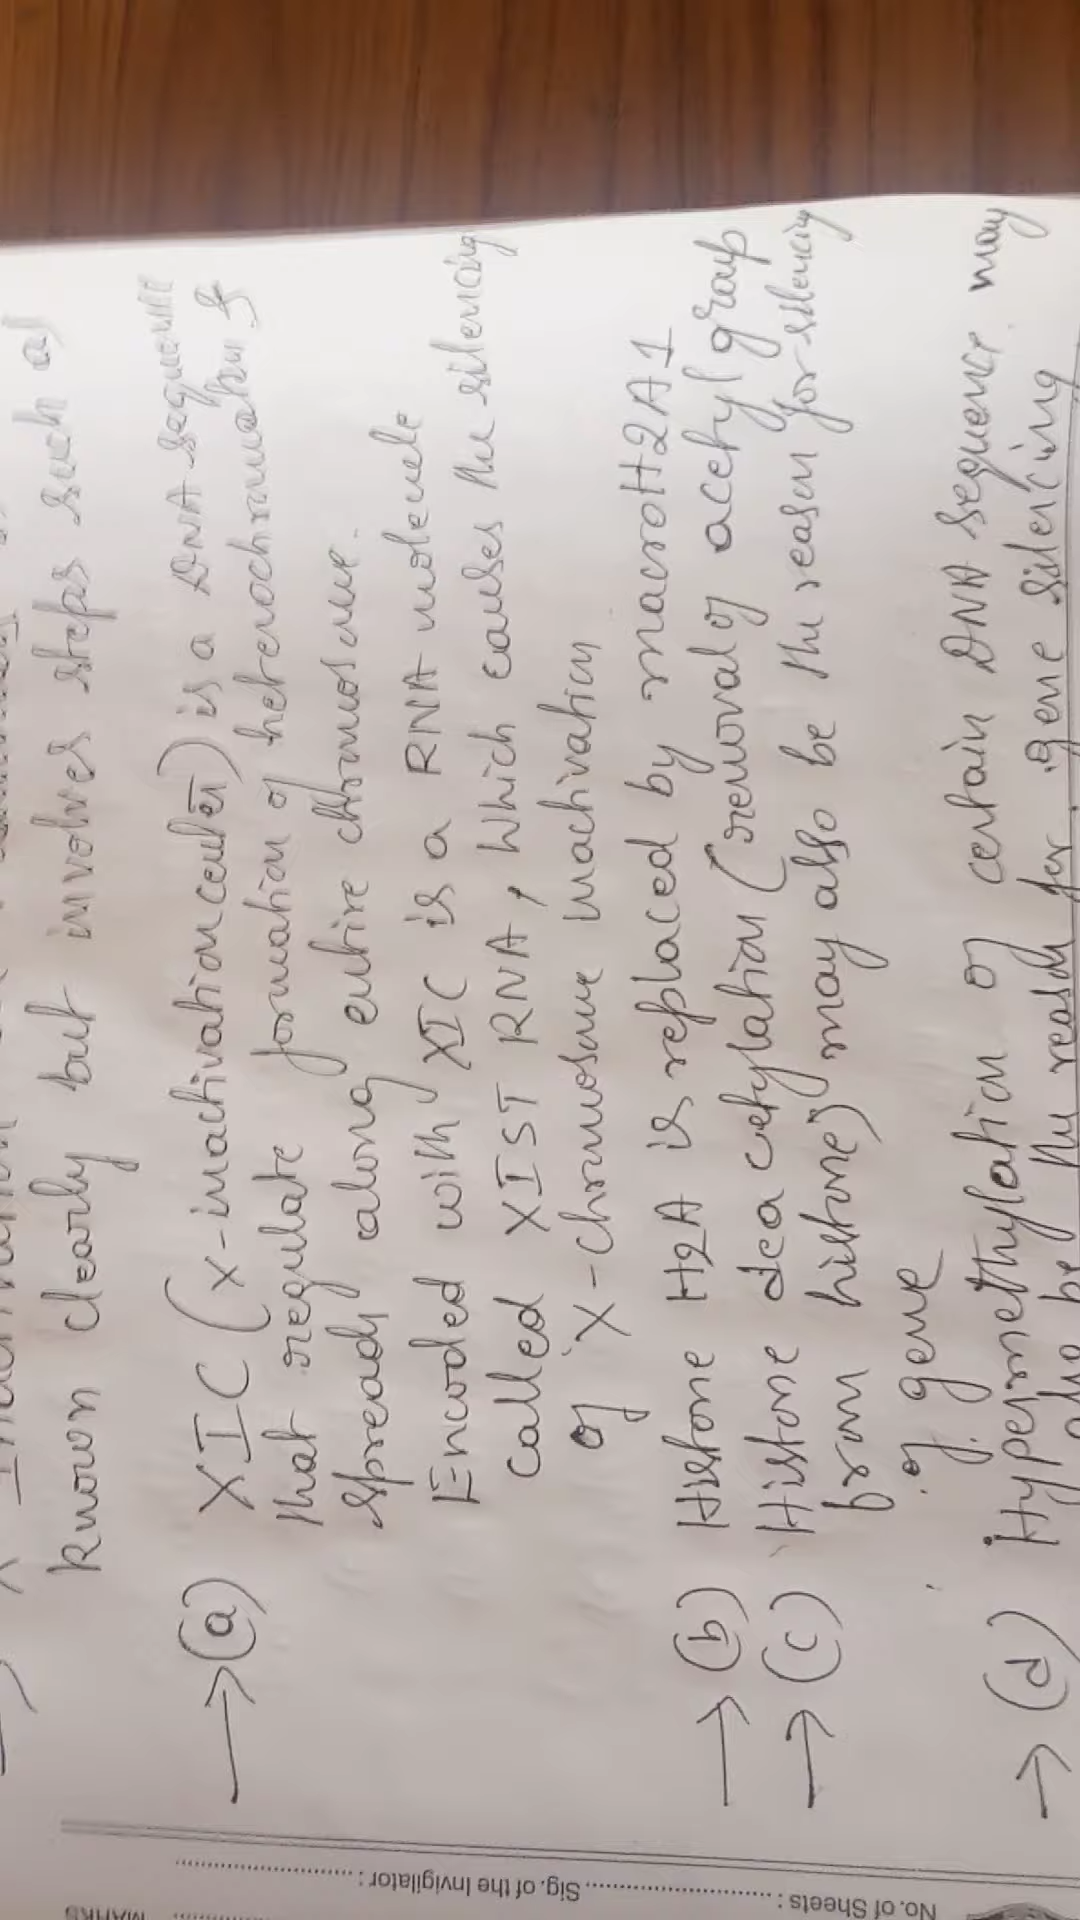 known clearly but involves steps such as
→ (a) XIC (X-inactivation center) is a DNA sequence
that regulate formation of heterochromatin &
spreads along entire chromosome.
Encoded with XIC is a RNA molecule
called XIST RNA, which causes the silencing
of X-chromosome inactivation
→ (b) Histone H2A is replaced by macroH2A1
→ (c) Histone deacetylation (removal of acetyl group
from histone) may also be the reason for silencing
of gene
→ (d) Hypermethylation of certain DNA sequence may
also be the reason for gene silencing
No. of Sheets : .......................... Sig. of the Invigilator : ..........................
MARKS